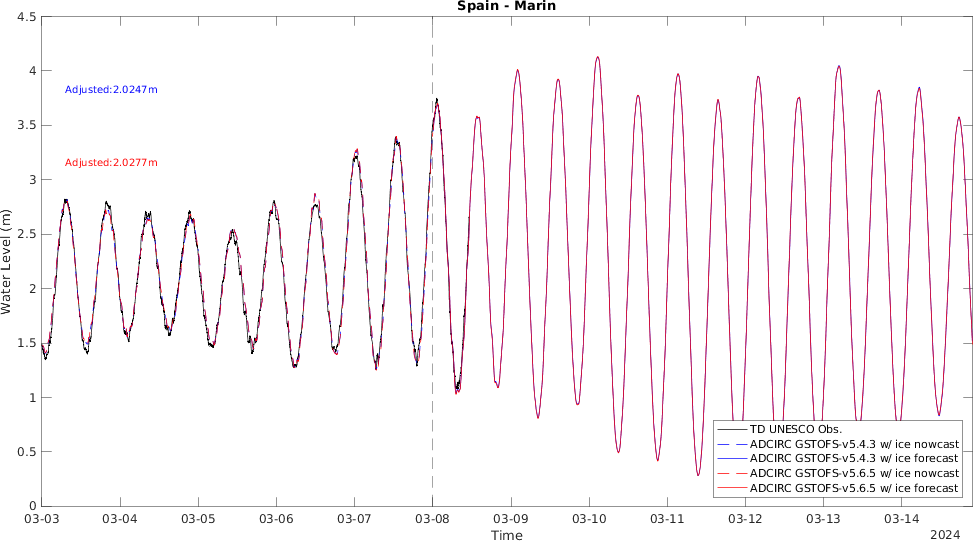 Spain - Marin
4.5
4
3.5
3
2.5
2
1.5
1
0.5
0
Water Level (m)
Adjusted:2.0247m
Adjusted:2.0277m
TD UNESCO Obs.
ADCIRC GSTOFS-v5.4.3 w/ ice nowcast
ADCIRC GSTOFS-v5.4.3 w/ ice forecast
ADCIRC GSTOFS-v5.6.5 w/ ice nowcast
ADCIRC GSTOFS-v5.6.5 w/ ice forecast
03-03 03-04 03-05 03-06 03-07 03-08 03-09 03-10 03-11 03-12 03-13 03-14
Time
2024